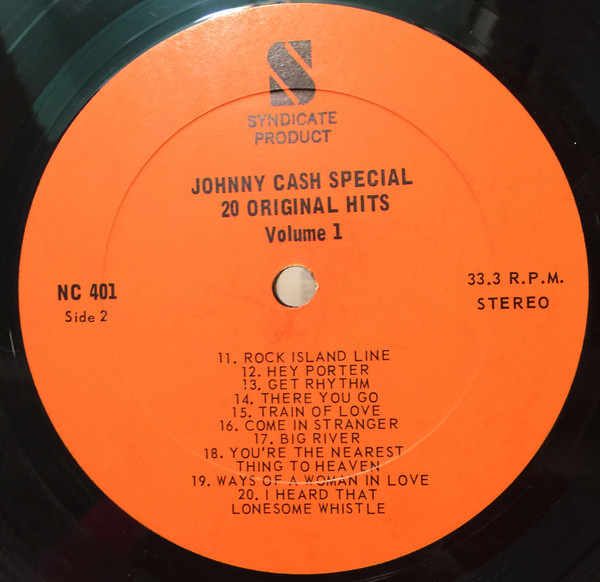 S
SYNDICATE
PRODUCT
JOHNNY CASH SPECIAL
20 ORIGINAL HITS
Volume 1
NC 401
Side 2
33.3 R.P.M.
STEREO
11. ROCK ISLAND LINE
12. HEY PORTER
13. GET RHYTHM
14. THERE YOU GO
15. TRAIN OF LOVE
16. COME IN STRANGER
17. BIG RIVER
18. YOU'RE THE NEAREST
THING TO HEAVEN
19. WAYS OF A WOMAN IN LOVE
20. I HEARD THAT
LONESOME WHISTLE